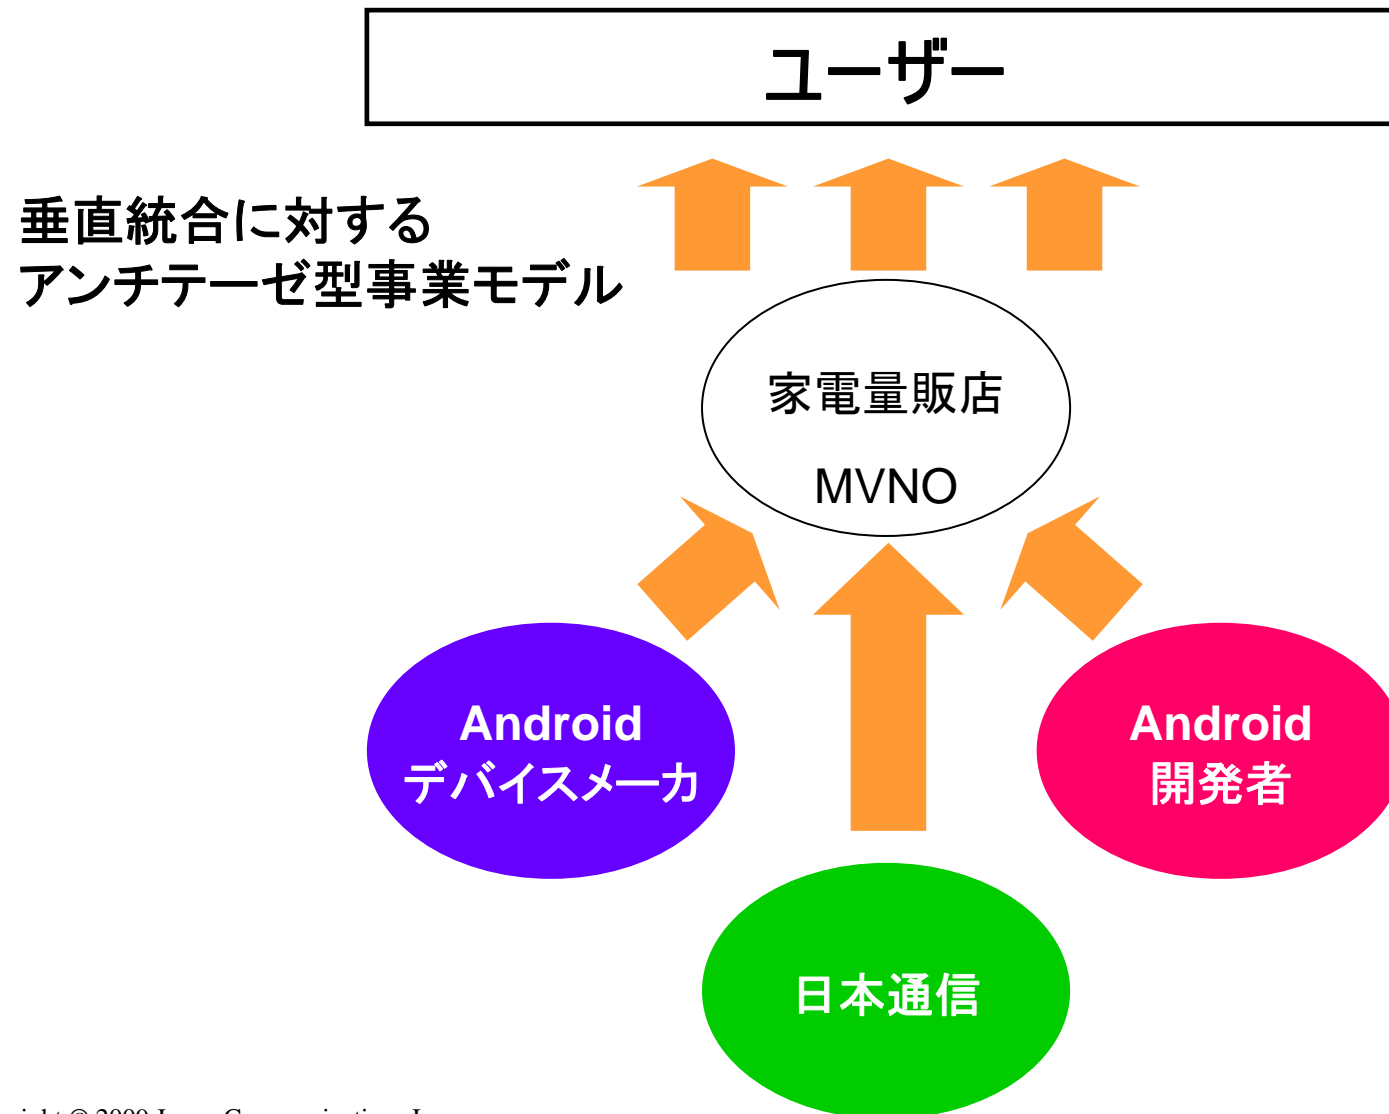 ユーザー
垂直統合に対する
アンチテーゼ型事業モデル
家電量販店
MVNO
Android
デバイスメーカ
Android
開発者
日本通信
© 2009